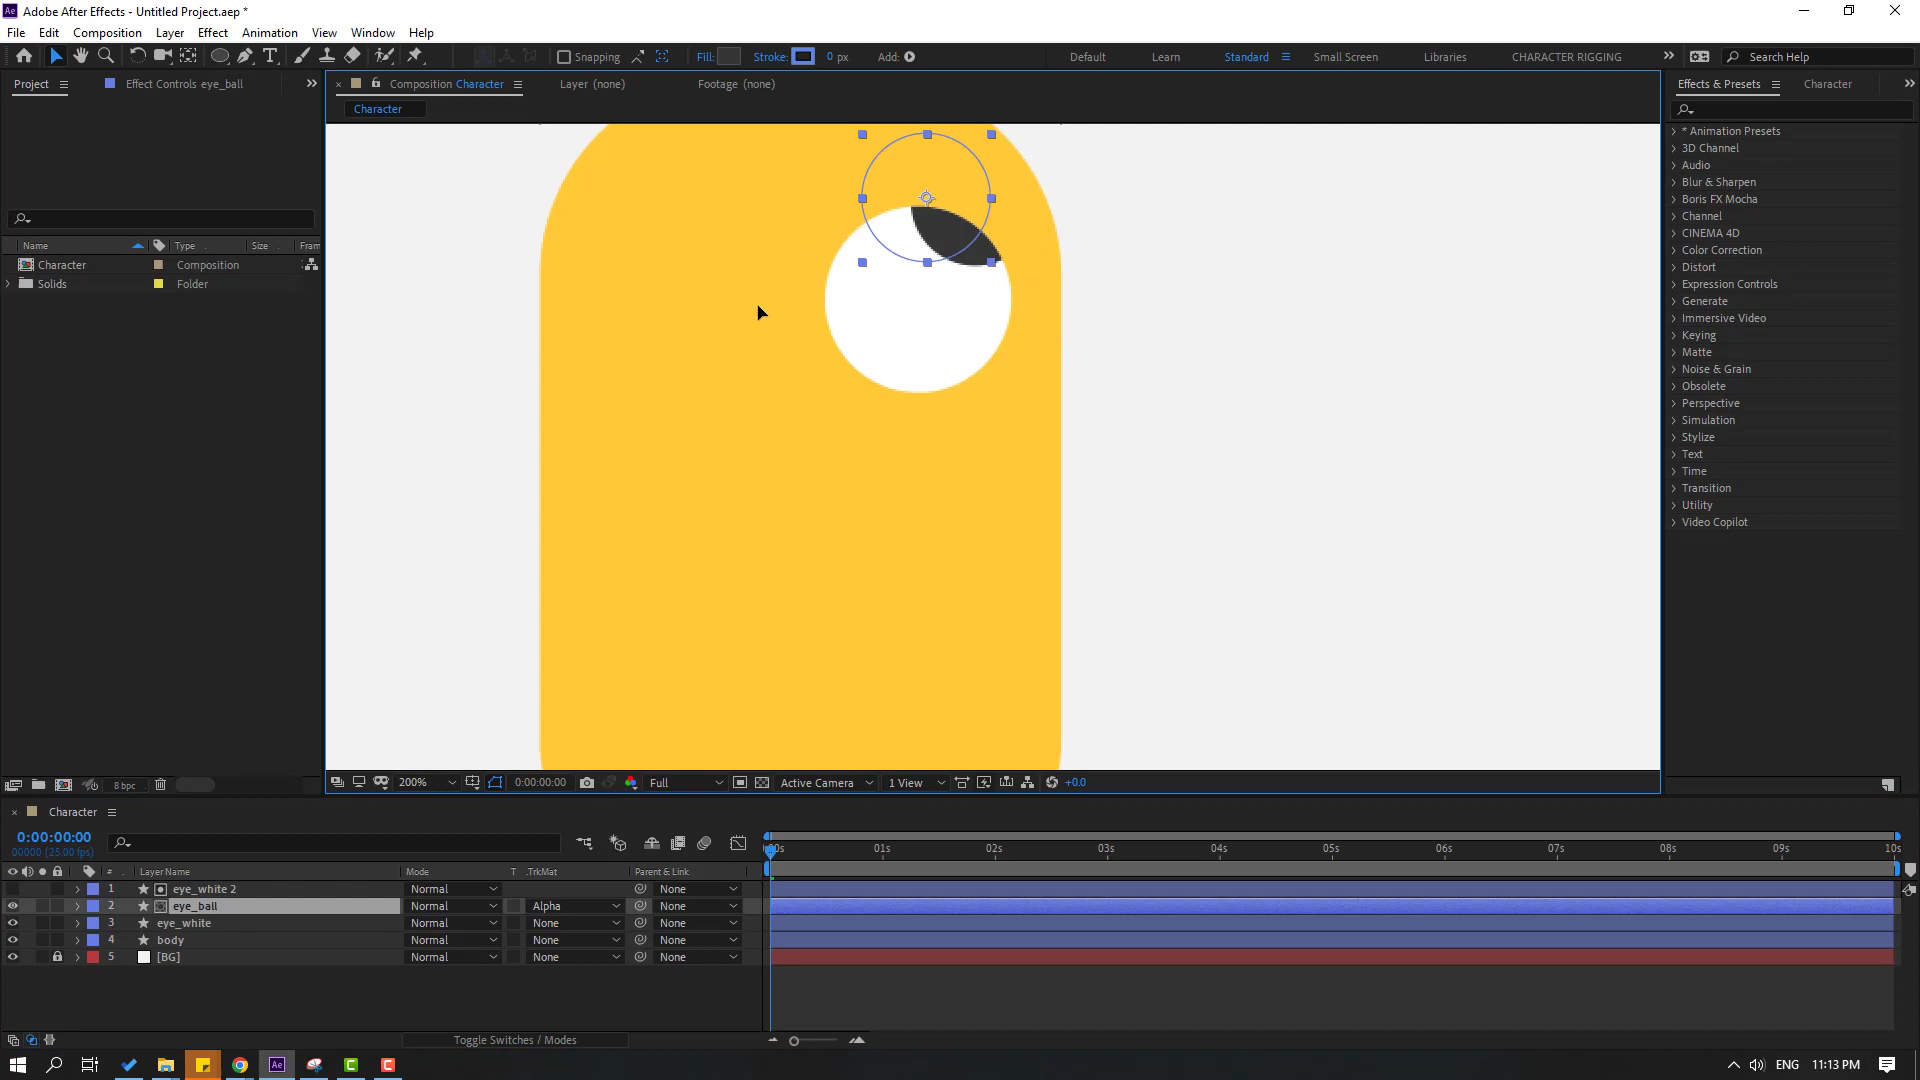 Adobe After Effects - Untitled Project.aep *
File Edit Composition Layer Effect Animation View Window Help
Snapping Fill: Stroke: 0 px Add: Default Learn Standard Small Screen Libraries CHARACTER RIGGING Search Help
Project Effect Controls eye_ball Composition Character Layer (none) Footage (none) Effects & Presets Character
Character
* Animation Presets
3D Channel
Audio
Blur & Sharpen
Boris FX Mocha
Channel
CINEMA 4D
Color Correction
Distort
Expression Controls
Generate
Immersive Video
Keying
Matte
Noise & Grain
Obsolete
Perspective
Simulation
Stylize
Text
Time
Transition
Utility
Video Copilot
Name Type Size Fram
Character Composition
Solids Folder
8 bpc 200% 0:00:00:00 Full Active Camera 1 View +0.0
Character
0:00:00:00
00000 (25.00 fps)
01s 02s 03s 04s 05s 06s 07s 08s 09s 10s
# Layer Name Mode T .TrkMat Parent & Link
1 eye_white 2 Normal None
2 eye_ball Normal Alpha None
3 eye_white Normal None None
4 body Normal None None
5 [BG] Normal None None
Toggle Switches / Modes
Ae ENG 11:13 PM